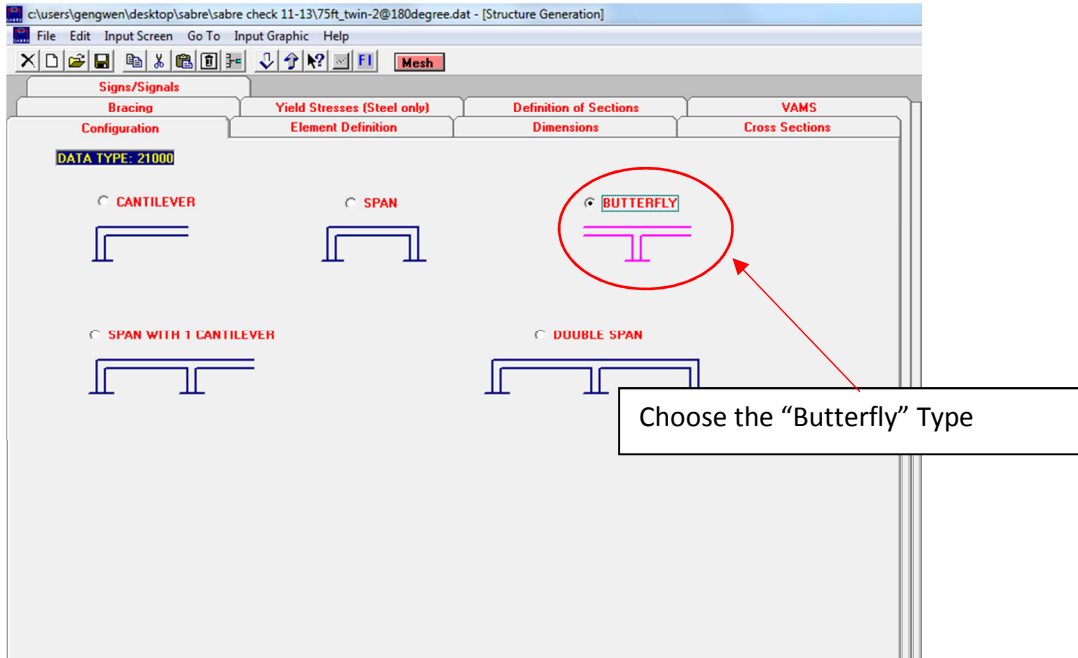 c:\users\gengwen\desktop\sabre\sabre check 11-13\75ft_twin-2@180degree.dat - [Structure Generation]
File Edit Input Screen Go To Input Graphic Help
FI Mesh
Signs/Signals
Bracing Yield Stresses (Steel only) Definition of Sections VAMS
Configuration Element Definition Dimensions Cross Sections
DATA TYPE: 21000
CANTILEVER SPAN BUTTERFLY
SPAN WITH 1 CANTILEVER DOUBLE SPAN
Choose the “Butterfly” Type